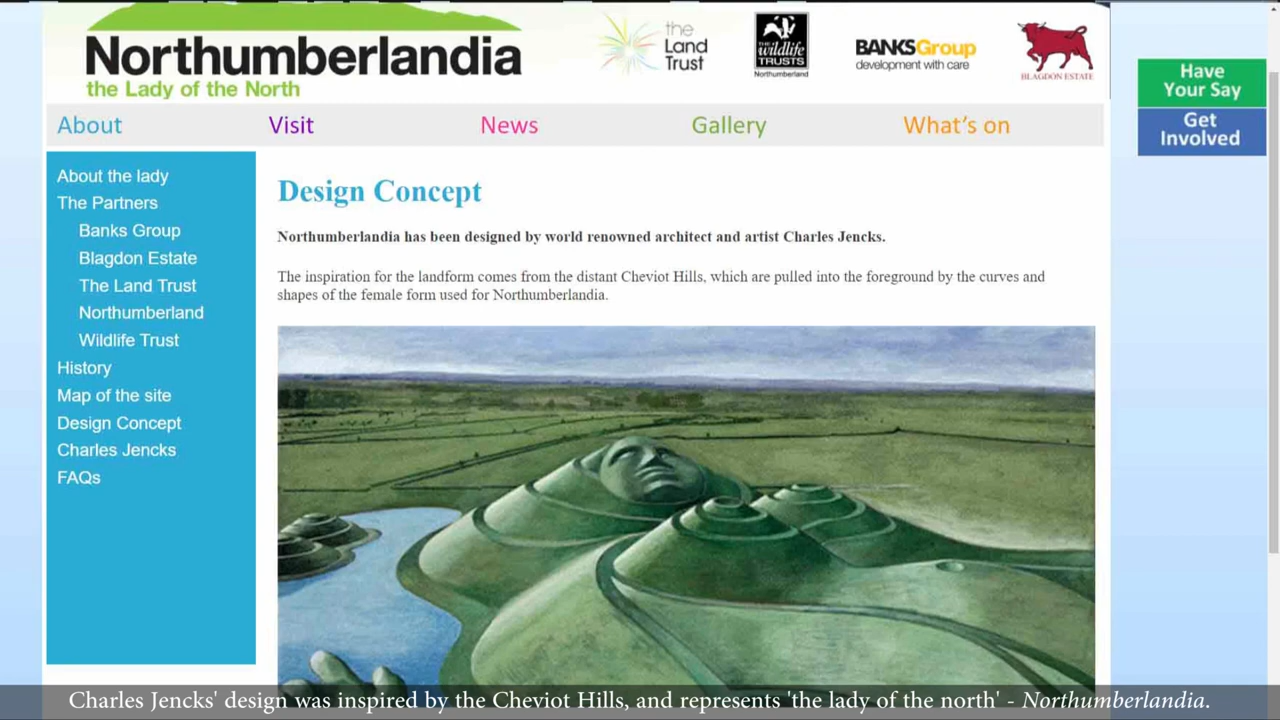 Northumberlandia
the Lady of the North
the
Land
Trust
THE
wildlife
TRUSTS
Northumberland
BANKSGroup
development with care
BLAGDON ESTATE
Have
Your Say
Get
Involved
About
Visit
News
Gallery
What's on
About the lady
The Partners
Banks Group
Blagdon Estate
The Land Trust
Northumberland
Wildlife Trust
History
Map of the site
Design Concept
Charles Jencks
FAQs
Design Concept
Northumberlandia has been designed by world renowned architect and artist Charles Jencks.
The inspiration for the landform comes from the distant Cheviot Hills, which are pulled into the foreground by the curves and
shapes of the female form used for Northumberlandia.
Charles Jencks' design was inspired by the Cheviot Hills, and represents 'the lady of the north' - Northumberlandia.